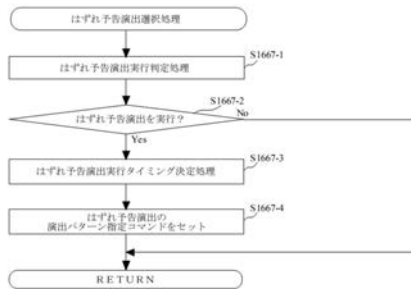 はずれ予告演出選択処理
S1667-1
はずれ予告演出実行判定処理
S1667-2
はずれ予告演出を実行？
No
Yes
S1667-3
はずれ予告演出実行タイミング決定処理
S1667-4
はずれ予告演出の
演出パターン指定コマンドをセット
RETURN